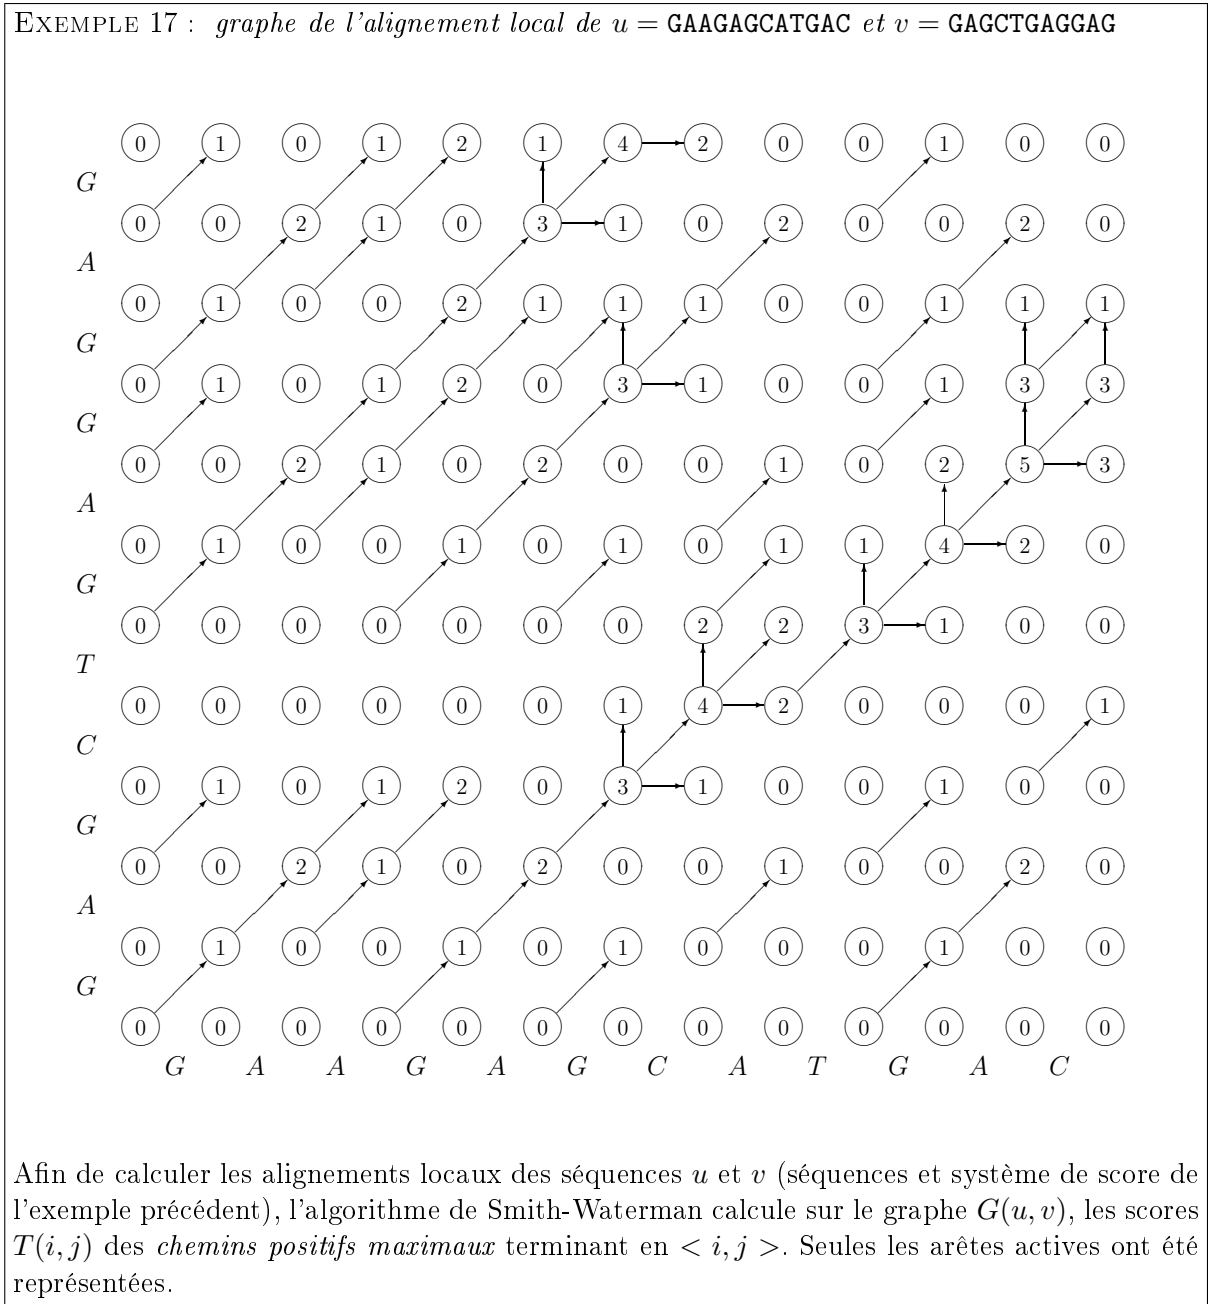 EXEMPLE 17 : graphe de l'alignement local de u = GAAGAGCATGAC et v = GAGCTGAGGAG
0 1 0 1 2 1 4 2 0 0 1 0 0
G
0 0 2 1 0 3 1 0 2 0 0 2 0
A
0 1 0 0 2 1 1 1 0 0 1 1 1
G
0 1 0 1 2 0 3 1 0 0 1 3 3
G
0 0 2 1 0 2 0 0 1 0 2 5 3
A
0 1 0 0 1 0 1 0 1 1 4 2 0
G
0 0 0 0 0 0 0 2 2 3 1 0 0
T
0 0 0 0 0 0 1 4 2 0 0 0 1
C
0 1 0 1 2 0 3 1 0 0 1 0 0
G
0 0 2 1 0 2 0 0 1 0 0 2 0
A
0 1 0 0 1 0 1 0 0 0 1 0 0
G
0 0 0 0 0 0 0 0 0 0 0 0 0
G A A G A G C A T G A C
Afin de calculer les alignements locaux des séquences u et v (séquences et système de score de
l'exemple précédent), l'algorithme de Smith-Waterman calcule sur le graphe G(u, v), les scores
T(i, j) des chemins positifs maximaux terminant en < i, j >. Seules les arêtes actives ont été
représentées.